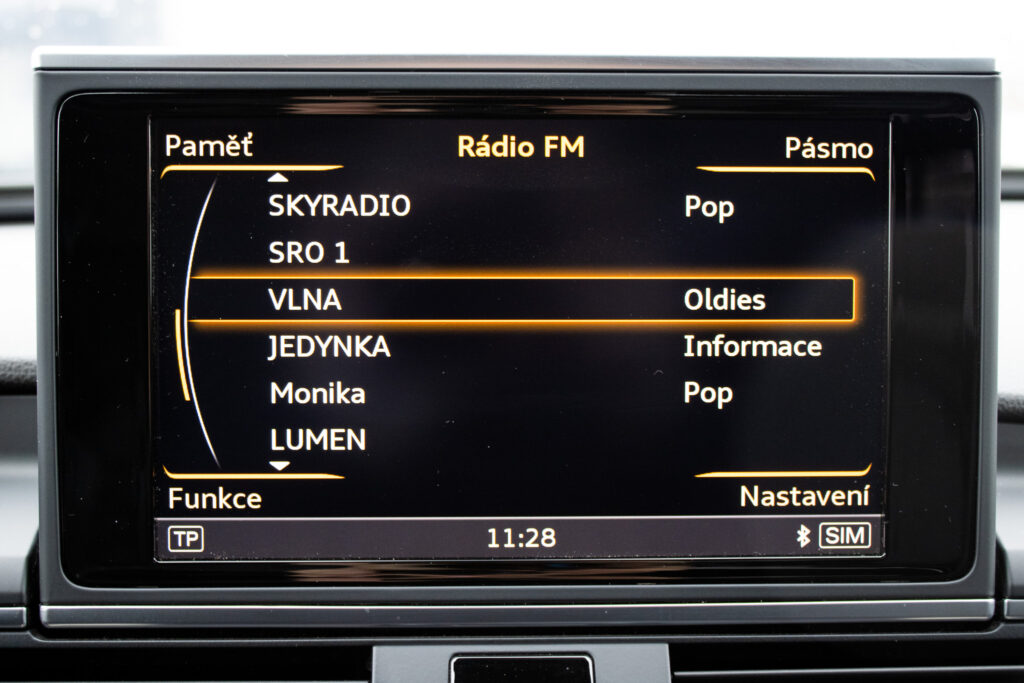 Paměť Rádio FM Pásmo
SKYRADIO Pop
SRO 1
VLNA Oldies
JEDYNKA Informace
Monika Pop
LUMEN
Funkce Nastavení
TP 11:28 SIM